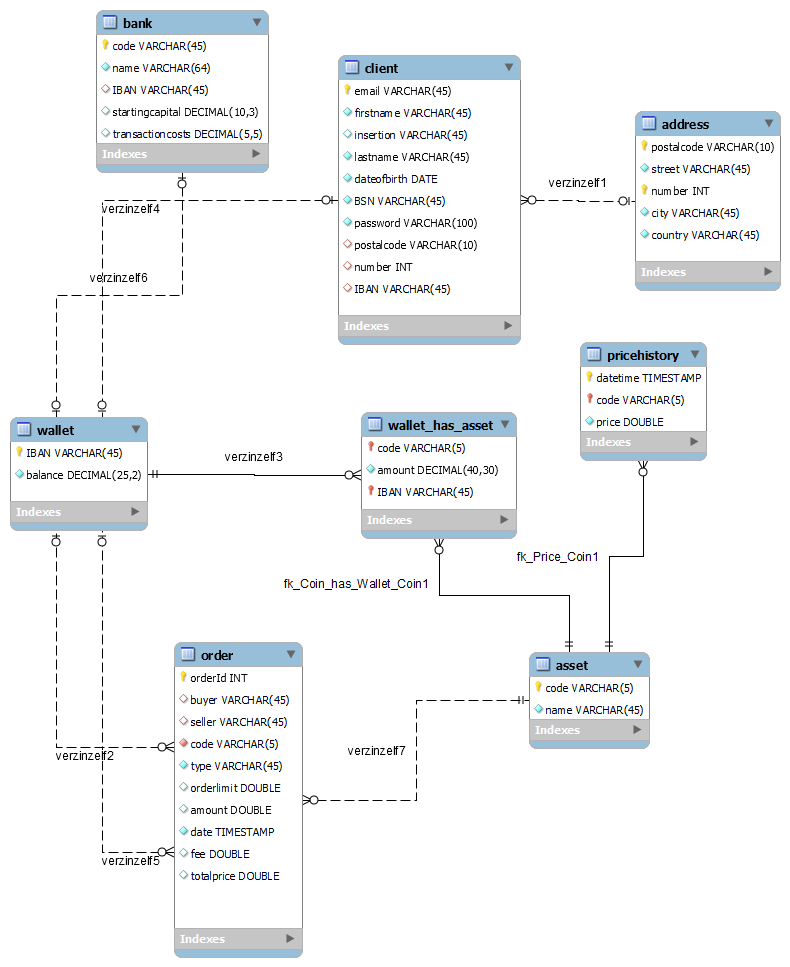 bank
code VARCHAR(45)
name VARCHAR(64)
IBAN VARCHAR(45)
startingcapital DECIMAL(10,3)
transactioncosts DECIMAL(5,5)
Indexes
client
email VARCHAR(45)
firstname VARCHAR(45)
insertion VARCHAR(45)
lastname VARCHAR(45)
dateofbirth DATE
BSN VARCHAR(45)
password VARCHAR(100)
postalcode VARCHAR(10)
number INT
IBAN VARCHAR(45)
Indexes
address
postalcode VARCHAR(10)
street VARCHAR(45)
number INT
city VARCHAR(45)
country VARCHAR(45)
Indexes
verzinzelf1
verzinzelf4
verzinzelf6
pricehistory
datetime TIMESTAMP
code VARCHAR(5)
price DOUBLE
Indexes
wallet
IBAN VARCHAR(45)
balance DECIMAL(25,2)
Indexes
verzinzelf3
wallet_has_asset
code VARCHAR(5)
amount DECIMAL(40,30)
IBAN VARCHAR(45)
Indexes
fk_Price_Coin1
fk_Coin_has_Wallet_Coin1
order
orderId INT
buyer VARCHAR(45)
seller VARCHAR(45)
code VARCHAR(5)
type VARCHAR(45)
orderlimit DOUBLE
amount DOUBLE
date TIMESTAMP
fee DOUBLE
totalprice DOUBLE
Indexes
asset
code VARCHAR(5)
name VARCHAR(45)
Indexes
verzinzelf7
verzinzelf2
verzinzelf5